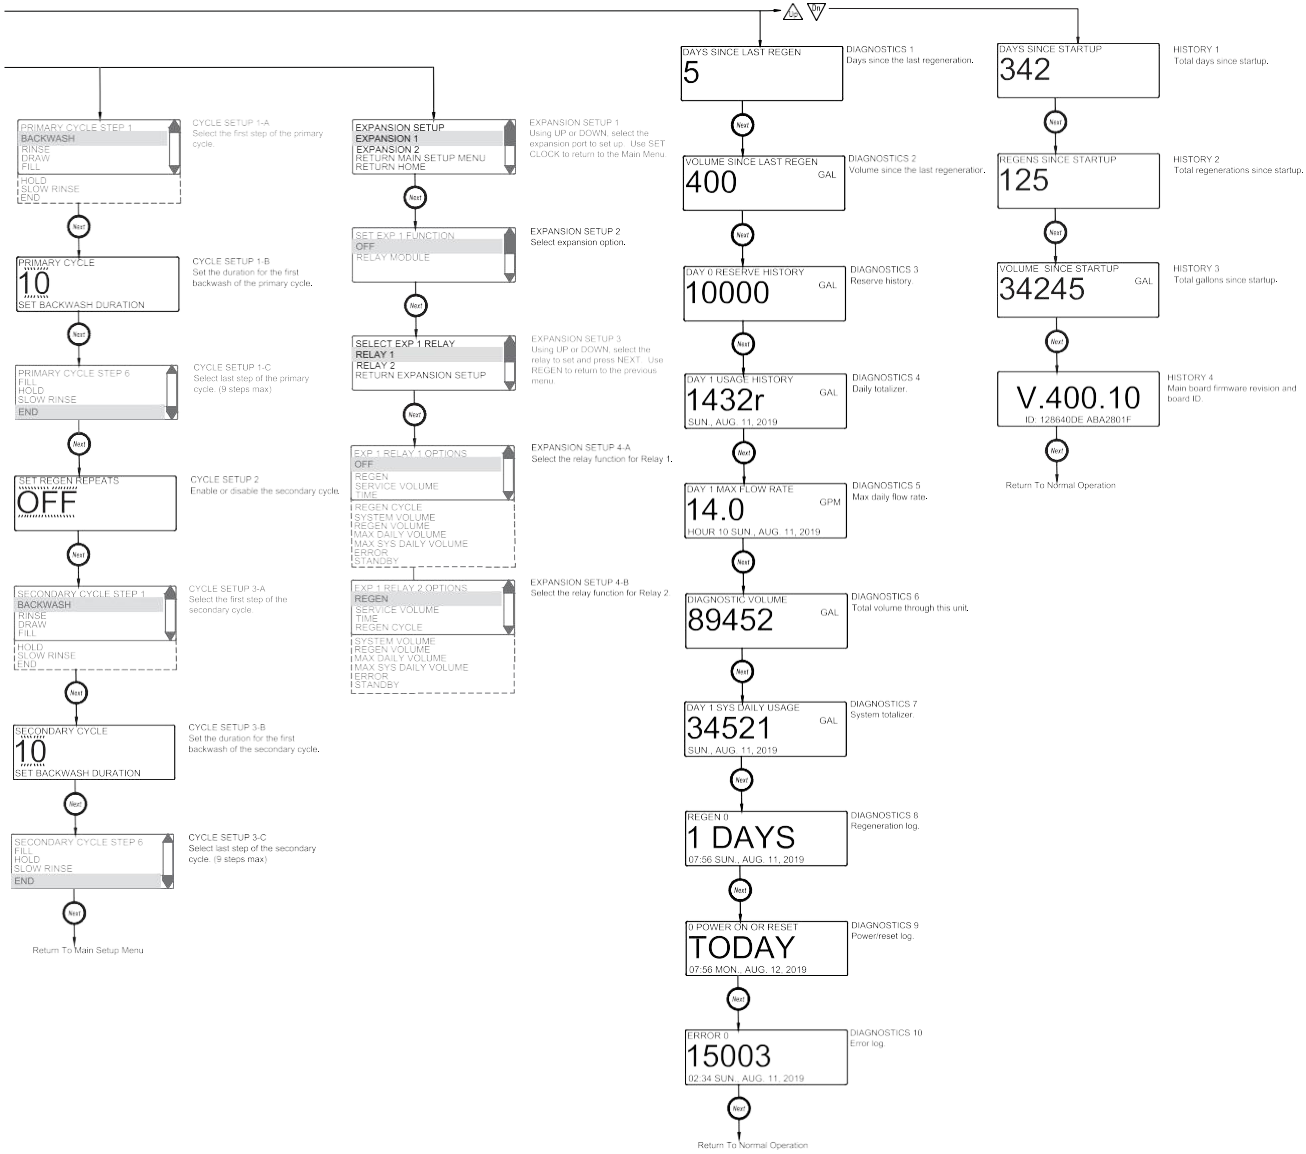 Up
Dn
PRIMARY CYCLE STEP 1
BACKWASH
RINSE
DRAW
FILL
HOLD
SLOW RINSE
END
CYCLE SETUP 1-A
Select the first step of the primary
cycle.
Next
PRIMARY CYCLE
10
SET BACKWASH DURATION
CYCLE SETUP 1-B
Set the duration for the first
backwash of the primary cycle.
Next
PRIMARY CYCLE STEP 6
FILL
HOLD
SLOW RINSE
END
CYCLE SETUP 1-C
Select last step of the primary
cycle. (9 steps max)
Next
SET REGEN REPEATS
OFF
CYCLE SETUP 2
Enable or disable the secondary cycle.
Next
SECONDARY CYCLE STEP 1
BACKWASH
RINSE
DRAW
FILL
HOLD
SLOW RINSE
END
CYCLE SETUP 3-A
Select the first step of the
secondary cycle.
Next
SECONDARY CYCLE
10
SET BACKWASH DURATION
CYCLE SETUP 3-B
Set the duration for the first
backwash of the secondary cycle.
Next
SECONDARY CYCLE STEP 6
FILL
HOLD
SLOW RINSE
END
CYCLE SETUP 3-C
Select last step of the secondary
cycle. (9 steps max)
Next
Return To Main Setup Menu
EXPANSION SETUP
EXPANSION 1
EXPANSION 2
RETURN MAIN SETUP MENU
RETURN HOME
EXPANSION SETUP 1
Using UP or DOWN, select the
expansion port to set up. Use SET
CLOCK to return to the Main Menu.
Next
SET EXP 1 FUNCTION
OFF
RELAY MODULE
EXPANSION SETUP 2
Select expansion option.
Next
SELECT EXP 1 RELAY
RELAY 1
RELAY 2
RETURN EXPANSION SETUP
EXPANSION SETUP 3
Using UP or DOWN, select the
relay to set and press NEXT. Use
REGEN to return to the previous
menu.
Next
EXP 1 RELAY 1 OPTIONS
OFF
REGEN
SERVICE VOLUME
TIME
REGEN CYCLE
SYSTEM VOLUME
REGEN VOLUME
MAX DAILY VOLUME
MAX SYS DAILY VOLUME
ERROR
STANDBY
EXPANSION SETUP 4-A
Select the relay function for Relay 1.
EXP 1 RELAY 2 OPTIONS
REGEN
SERVICE VOLUME
TIME
REGEN CYCLE
SYSTEM VOLUME
REGEN VOLUME
MAX DAILY VOLUME
MAX SYS DAILY VOLUME
ERROR
STANDBY
EXPANSION SETUP 4-B
Select the relay function for Relay 2.
DAYS SINCE LAST REGEN
5
DIAGNOSTICS 1
Days since the last regeneration.
Next
VOLUME SINCE LAST REGEN
400 GAL
DIAGNOSTICS 2
Volume since the last regeneration.
Next
DAY 0 RESERVE HISTORY
10000 GAL
DIAGNOSTICS 3
Reserve history.
Next
DAY 1 USAGE HISTORY
1432r GAL
SUN., AUG. 11, 2019
DIAGNOSTICS 4
Daily totalizer.
Next
DAY 1 MAX FLOW RATE
14.0 GPM
HOUR 10 SUN., AUG. 11, 2019
DIAGNOSTICS 5
Max daily flow rate.
Next
DIAGNOSTIC VOLUME
89452 GAL
DIAGNOSTICS 6
Total volume through this unit.
Next
DAY 1 SYS DAILY USAGE
34521 GAL
SUN., AUG. 11, 2019
DIAGNOSTICS 7
System totalizer.
Next
REGEN 0
1 DAYS
07:56 SUN., AUG. 11, 2019
DIAGNOSTICS 8
Regeneration log.
Next
0 POWER ON OR RESET
TODAY
07:56 MON., AUG. 12, 2019
DIAGNOSTICS 9
Power/reset log.
Next
ERROR 0
15003
02:34 SUN., AUG. 11, 2019
DIAGNOSTICS 10
Error log.
Next
Return To Normal Operation
DAYS SINCE STARTUP
342
HISTORY 1
Total days since startup.
Next
REGENS SINCE STARTUP
125
HISTORY 2
Total regenerations since startup.
Next
VOLUME SINCE STARTUP
34245 GAL
HISTORY 3
Total gallons since startup.
Next
V.400.10
ID: 128640DE ABA2801F
HISTORY 4
Main board firmware revision and
board ID.
Next
Return To Normal Operation